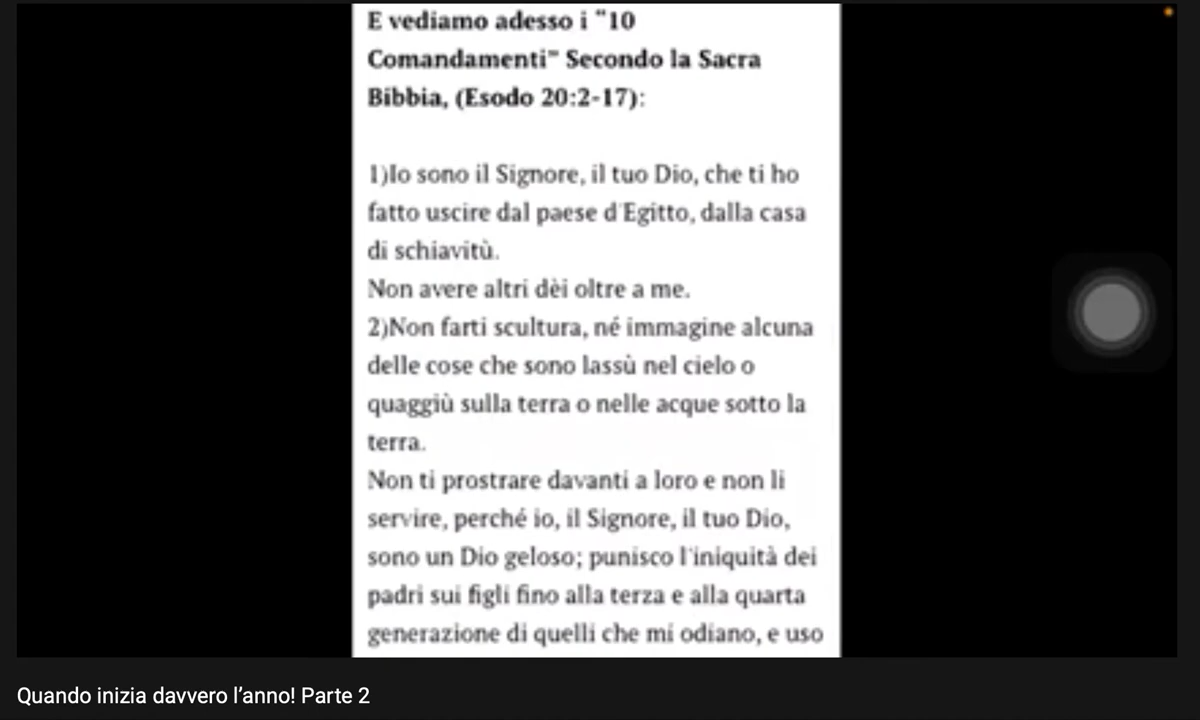 E vediamo adesso i "10
Comandamenti" Secondo la Sacra
Bibbia, (Esodo 20:2-17):
1)Io sono il Signore, il tuo Dio, che ti ho
fatto uscire dal paese d'Egitto, dalla casa
di schiavitù.
Non avere altri dèi oltre a me.
2)Non farti scultura, né immagine alcuna
delle cose che sono lassù nel cielo o
quaggiù sulla terra o nelle acque sotto la
terra.
Non ti prostrare davanti a loro e non li
servire, perché io, il Signore, il tuo Dio,
sono un Dio geloso; punisco l'iniquità dei
padri sui figli fino alla terza e alla quarta
generazione di quelli che mi odiano, e uso
Quando inizia davvero l'anno! Parte 2